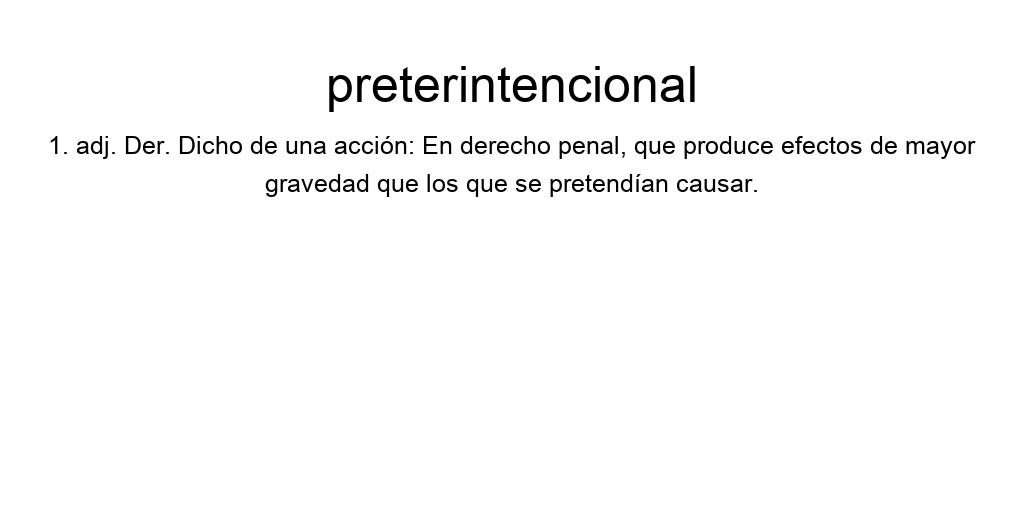 preterintencional
1. adj. Der. Dicho de una acción: En derecho penal, que produce efectos de mayor
gravedad que los que se pretendían causar.